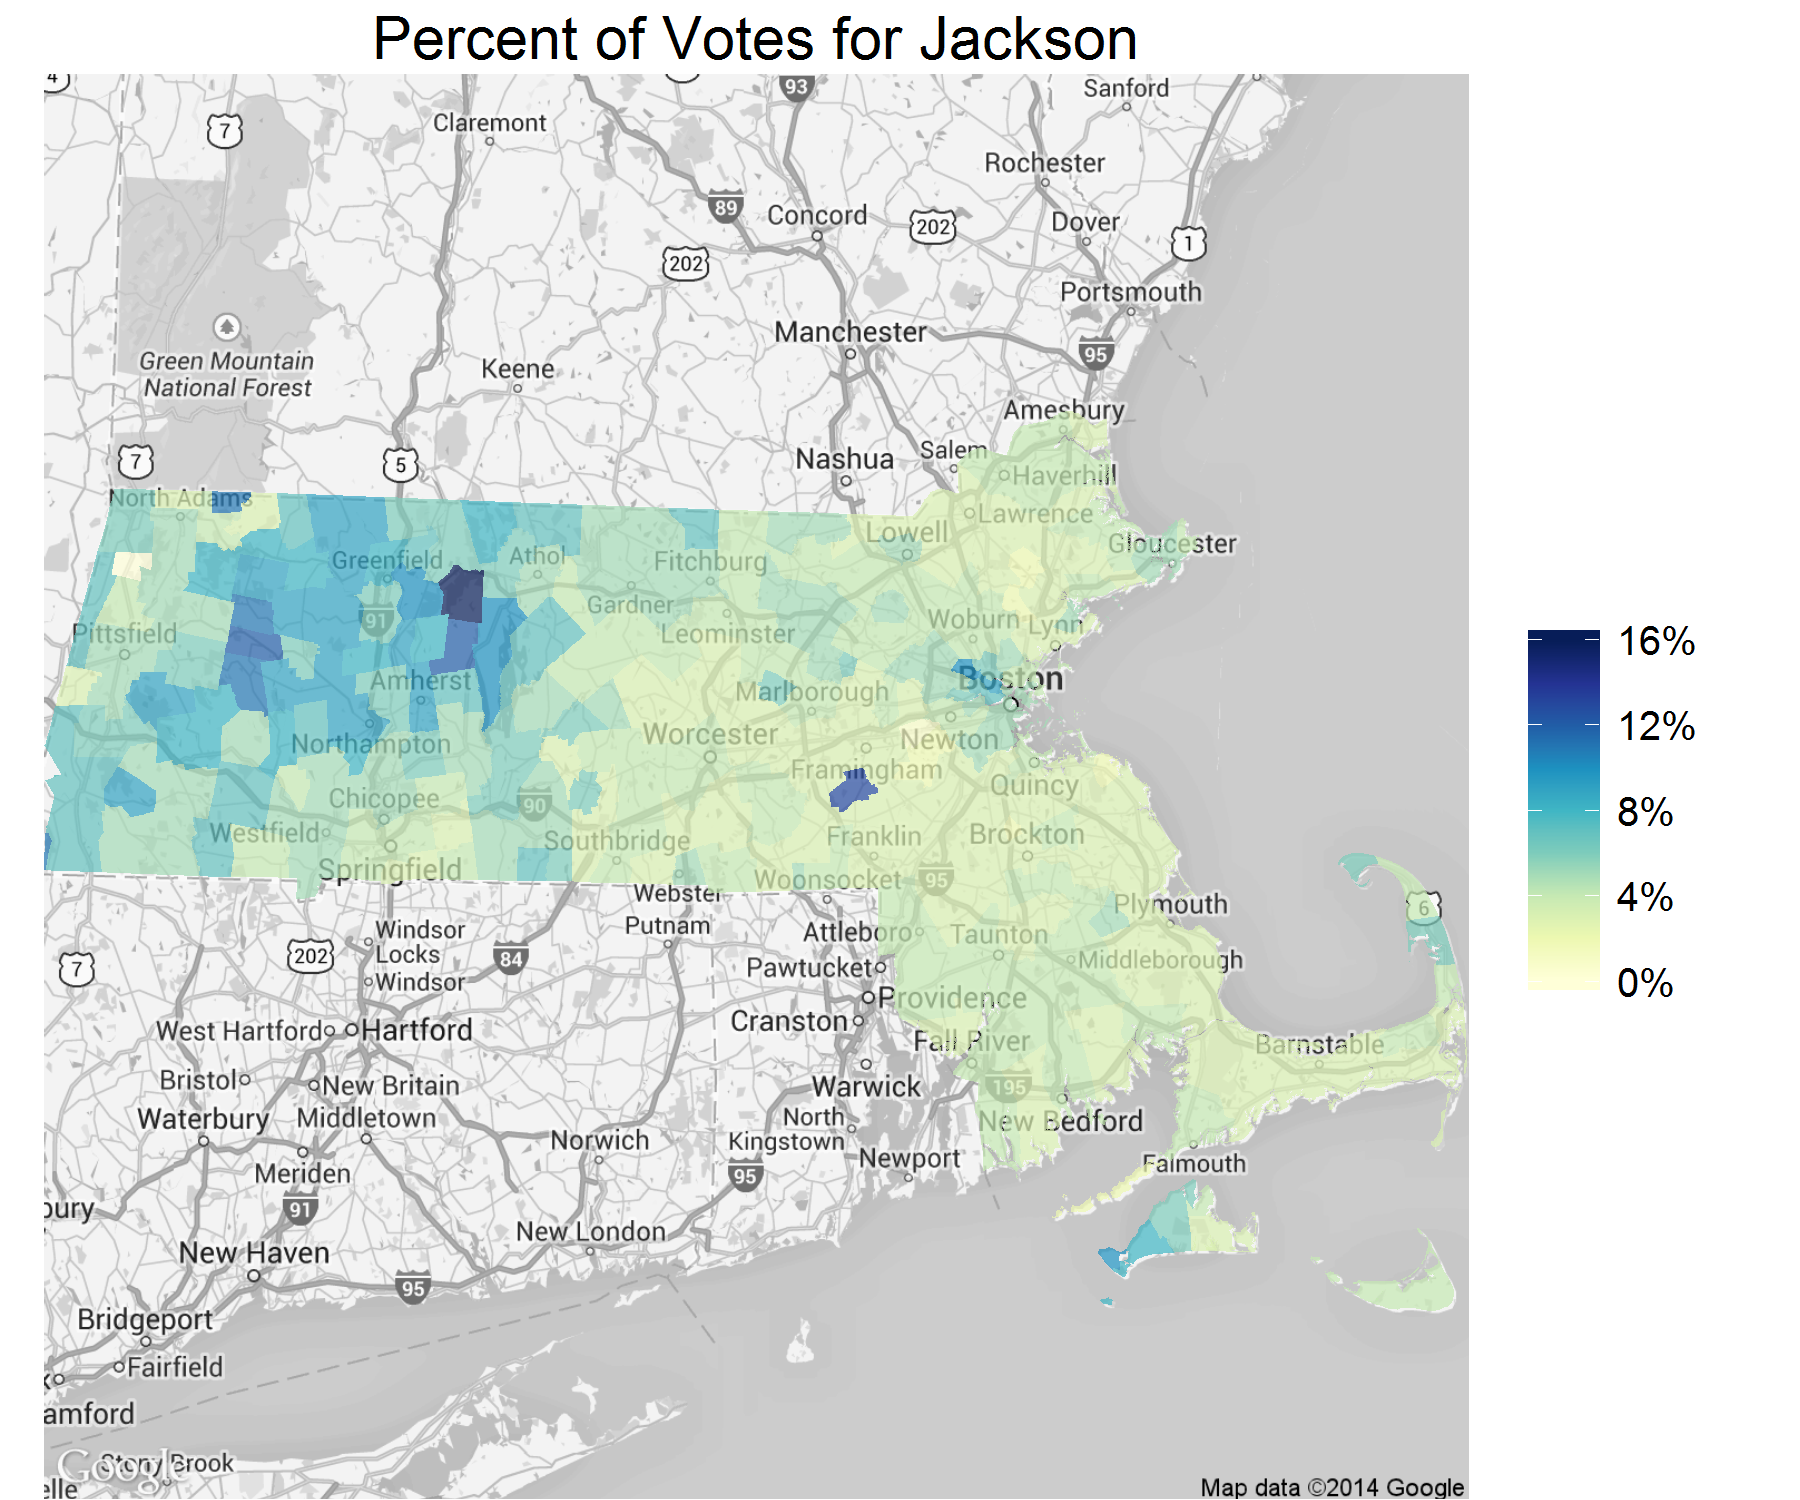 Percent of Votes for Jackson
4
93
Sanford
7
Claremont
Rochester
89
Concord
202
Dover
1
202
Portsmouth
Manchester
95
Green Mountain
National Forest
Keene
Amesbury
7
5
Nashua
Salem
Haverhill
North Adams
Lawrence
Lowell
Gloucester
Greenfield
Athol
Fitchburg
Gardner
91
Woburn
Lynn
Pittsfield
Leominster
16%
Amherst
Marlborough
Boston
Northampton
Worcester
Newton
12%
Framingham
Quincy
Chicopee
90
8%
Westfield
Southbridge
Franklin
Brockton
Springfield
Woonsocket
95
4%
Webster
Plymouth
6
Windsor
Locks
Putnam
Attleboro
Taunton
202
84
7
Pawtucket
Middleborough
Windsor
0%
Providence
West Hartford
Hartford
Cranston
Fall River
Barnstable
Bristol
New Britain
Warwick
195
Waterbury
Middletown
North
Kingstown
New Bedford
Norwich
Newport
Falmouth
Meriden
95
bury
91
New London
New Haven
95
Bridgeport
Fairfield
amford
Google
Stony Brook
elle
Map data ©2014 Google